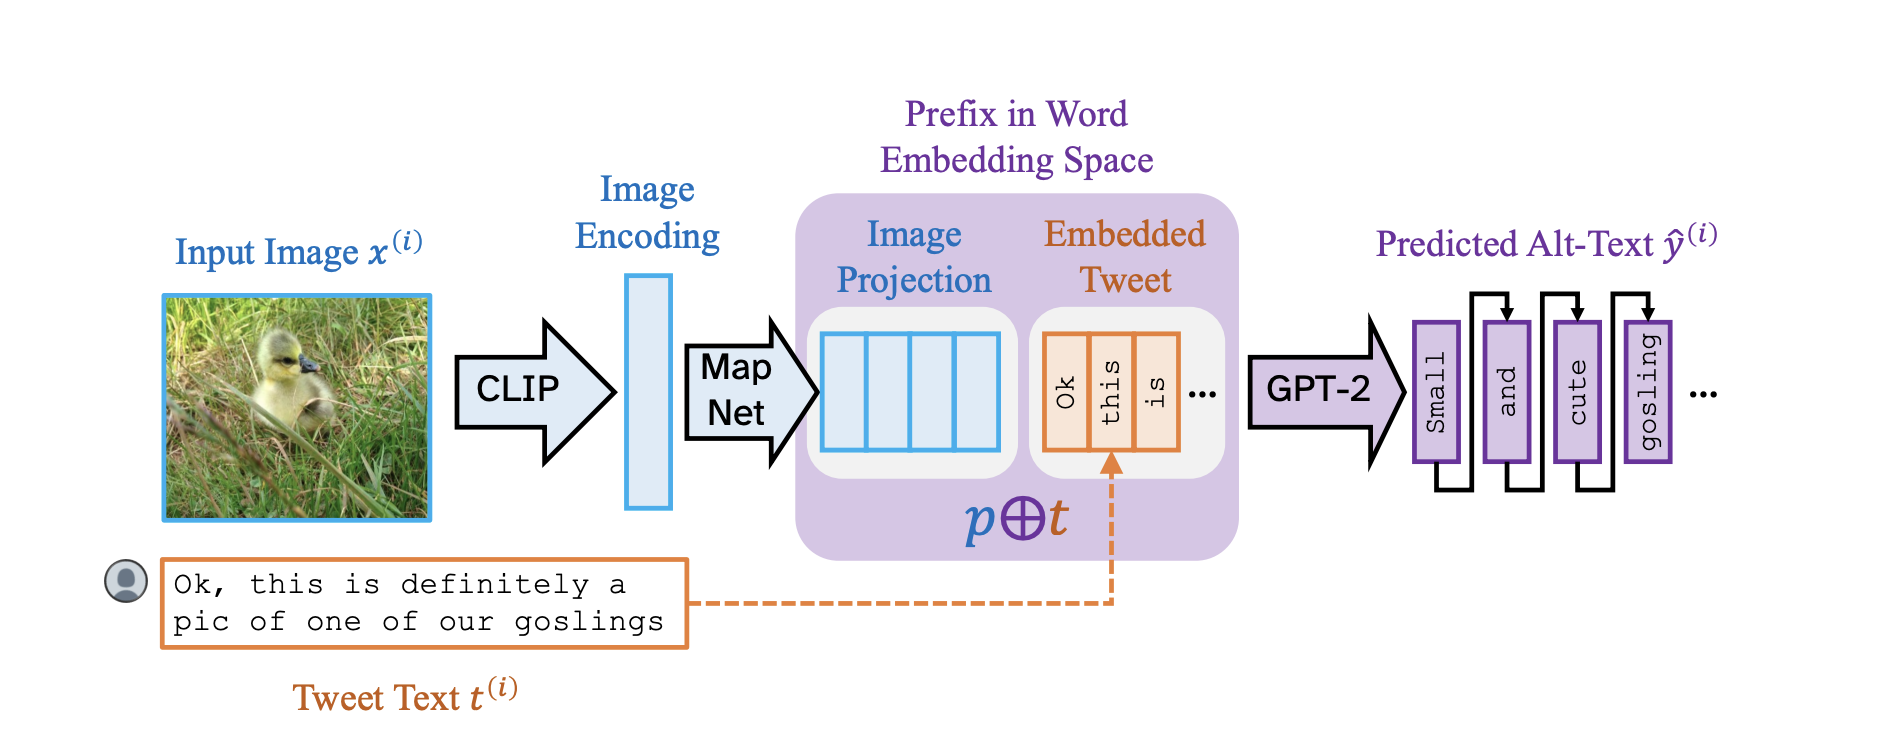 Prefix in Word
Embedding Space
Image
Encoding
Input Image x^(i)
Image
Projection
Embedded
Tweet
Predicted Alt-Text ŷ^(i)
CLIP
Map
Net
Ok
this
is
...
GPT-2
Small
and
cute
gosling
...
p⊕t
Ok, this is definitely a
pic of one of our goslings
Tweet Text t^(i)